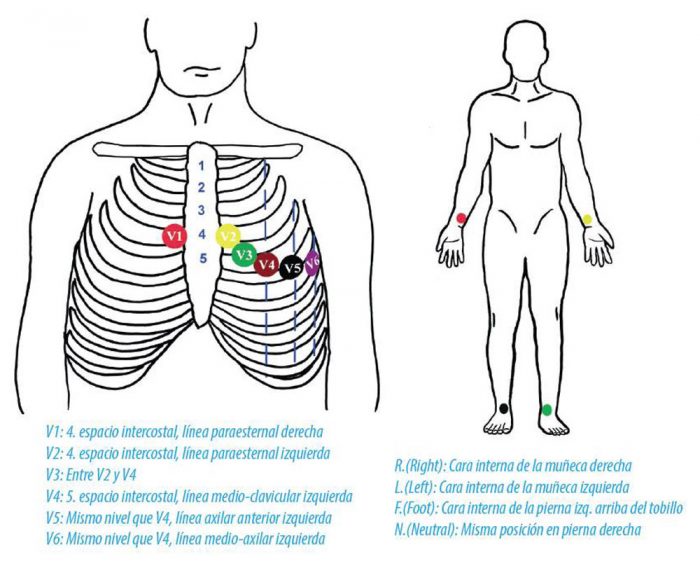 1
2
3
V1 4 V2
5 V3
V4 V5 V6
V1: 4. espacio intercostal, línea paraesternal derecha
V2: 4. espacio intercostal, línea paraesternal izquierda
V3: Entre V2 y V4
V4: 5. espacio intercostal, línea medio-clavicular izquierda
V5: Mismo nivel que V4, línea axilar anterior izquierda
V6: Mismo nivel que V4, línea medio-axilar izquierda
R.(Right): Cara interna de la muñeca derecha
L.(Left): Cara interna de la muñeca izquierda
F.(Foot): Cara interna de la pierna izq. arriba del tobillo
N.(Neutral): Misma posición en pierna derecha